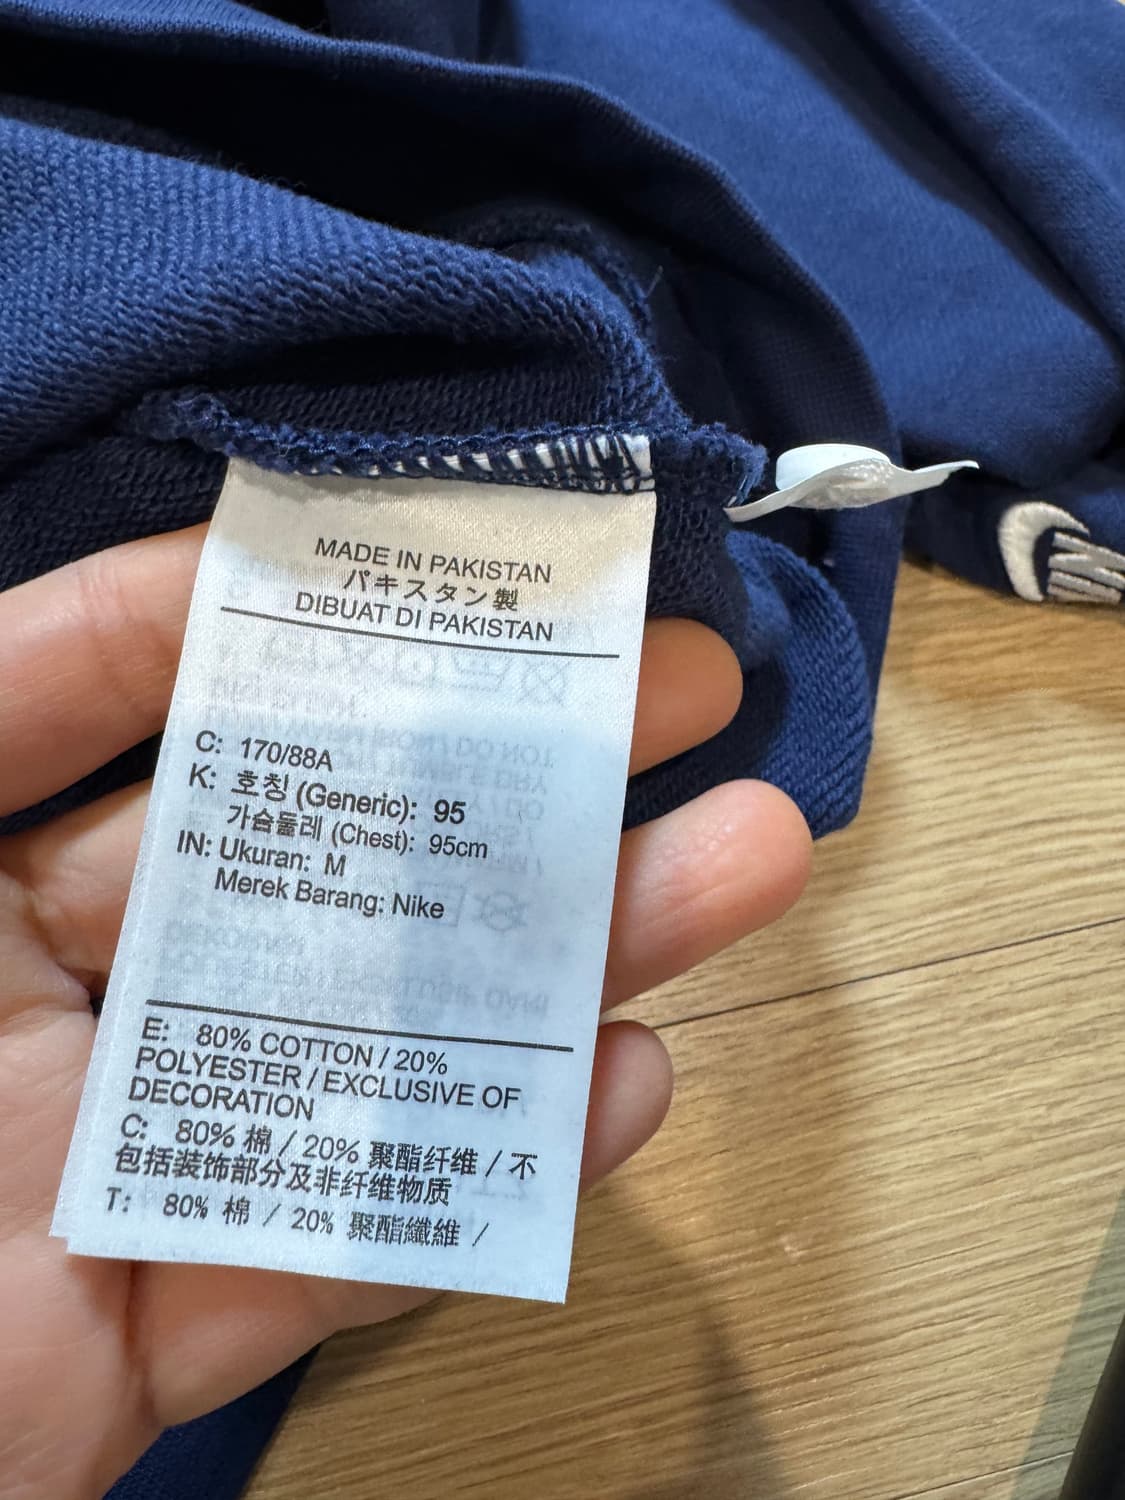 MADE IN PAKISTAN
パキスタン製
DIBUAT DI PAKISTAN
C: 170/88A
K: 호칭 (Generic): 95
가슴둘레 (Chest): 95cm
IN: Ukuran: M
Merek Barang: Nike
E: 80% COTTON / 20%
POLYESTER / EXCLUSIVE OF
DECORATION
C: 80% 棉 / 20% 聚酯纤维 / 不
包括装饰部分及非纤维物质
T: 80% 棉 / 20% 聚酯纖維 /